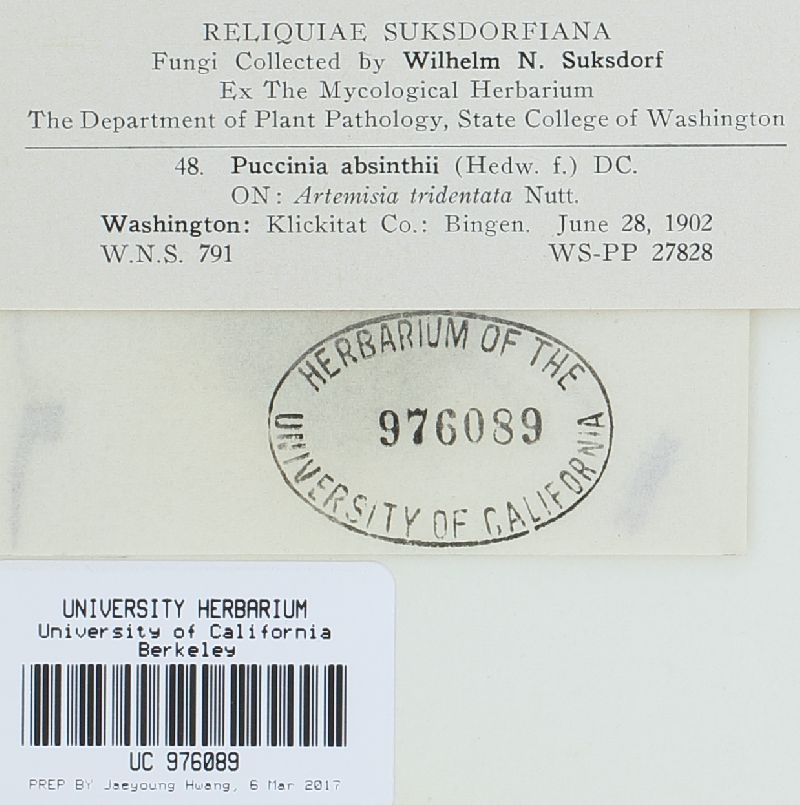 RELIQUIAE SUKSDORFIANA
Fungi Collected by Wilhelm N. Suksdorf
Ex The Mycological Herbarium
The Department of Plant Pathology, State College of Washington
48. Puccinia absinthii (Hedw. f.) DC.
ON: Artemisia tridentata Nutt.
Washington: Klickitat Co.: Bingen. June 28, 1902
W.N.S. 791 WS-PP 27828
HERBARIUM OF THE
976089
UNIVERSITY OF CALIFORNIA
UNIVERSITY HERBARIUM
University of California
Berkeley
UC 976089
PREP BY Jaeyoung Hwang, 6 Mar 2017